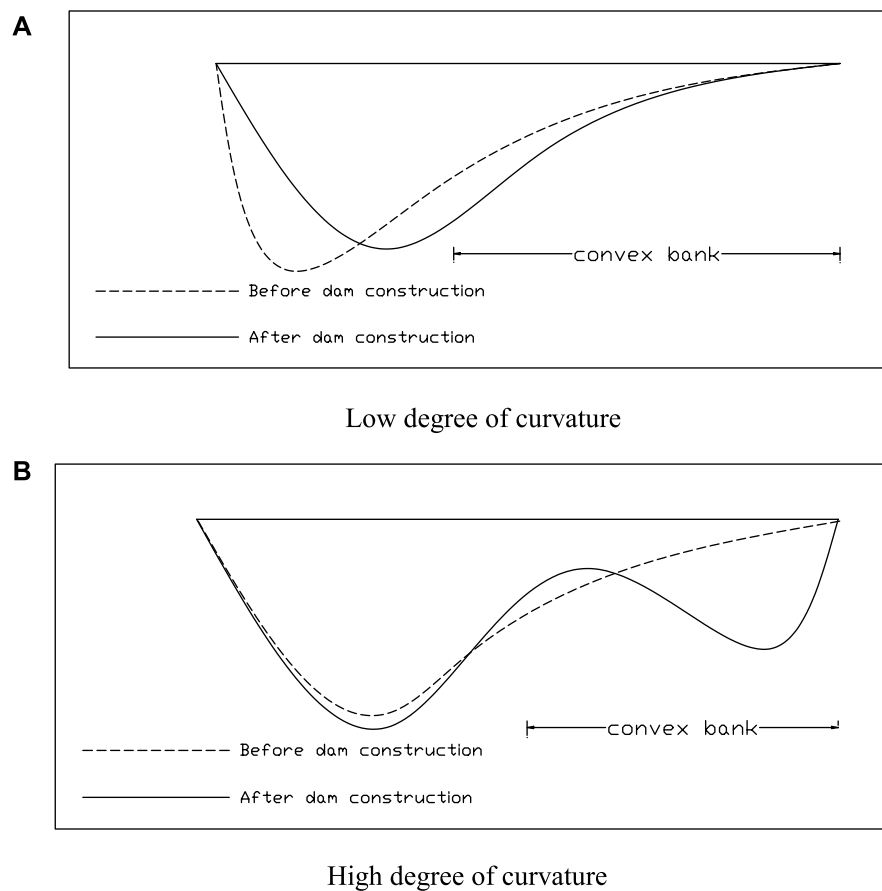 A
convex bank
Before dam construction
After dam construction
Low degree of curvature
B
convex bank
Before dam construction
After dam construction
High degree of curvature